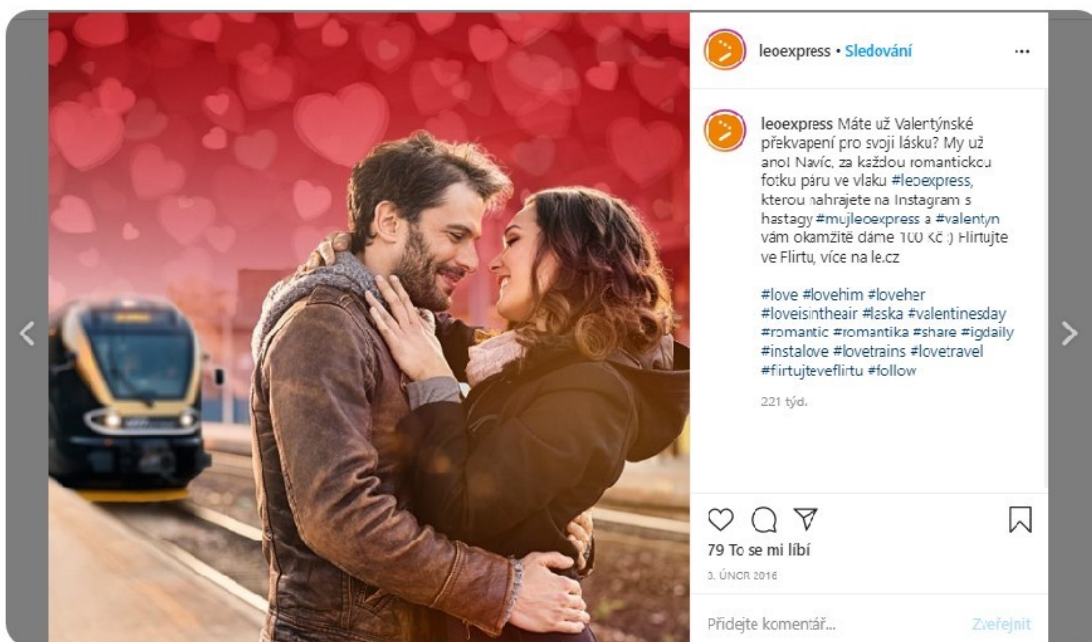 leoexpress • Sledování
leoexpress Máte už Valentýnské
překvapení pro svoji lásku? My už
ano! Navíc, za každou romantickou
fotku páru ve vlaku #leoexpress,
kterou nahrajete na Instagram s
hastagy #mujleoexpress a #valentyn
vám okamžitě dáme 100 Kč :) Flirtujte
ve Flirtu, více na le.cz
#love #lovehim #loveher
#loveisintheair #laska #valentinesday
#romantic #romantika #share #igdaily
#instalove #lovetrains #lovetravel
#flirtujteveflirtu #follow
221 týd.
79 To se mi líbí
3. ÚNOR 2016
Přidejte komentář... Zveřejnit